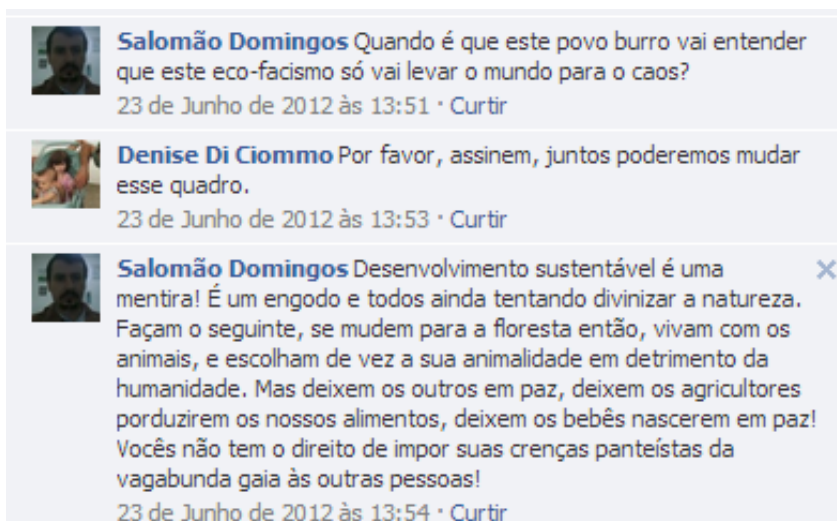 Salomão Domingos Quando é que este povo burro vai entender
que este eco-facismo só vai levar o mundo para o caos?
23 de Junho de 2012 às 13:51 · Curtir
Denise Di Ciommo Por favor, assinem, juntos poderemos mudar
esse quadro.
23 de Junho de 2012 às 13:53 · Curtir
Salomão Domingos Desenvolvimento sustentável é uma
mentira! É um engodo e todos ainda tentando divinizar a natureza.
Façam o seguinte, se mudem para a floresta então, vivam com os
animais, e escolham de vez a sua animalidade em detrimento da
humanidade. Mas deixem os outros em paz, deixem os agricultores
porduzirem os nossos alimentos, deixem os bebês nascerem em paz!
Vocês não tem o direito de impor suas crenças panteístas da
vagabunda gaia às outras pessoas!
23 de Junho de 2012 às 13:54 · Curtir